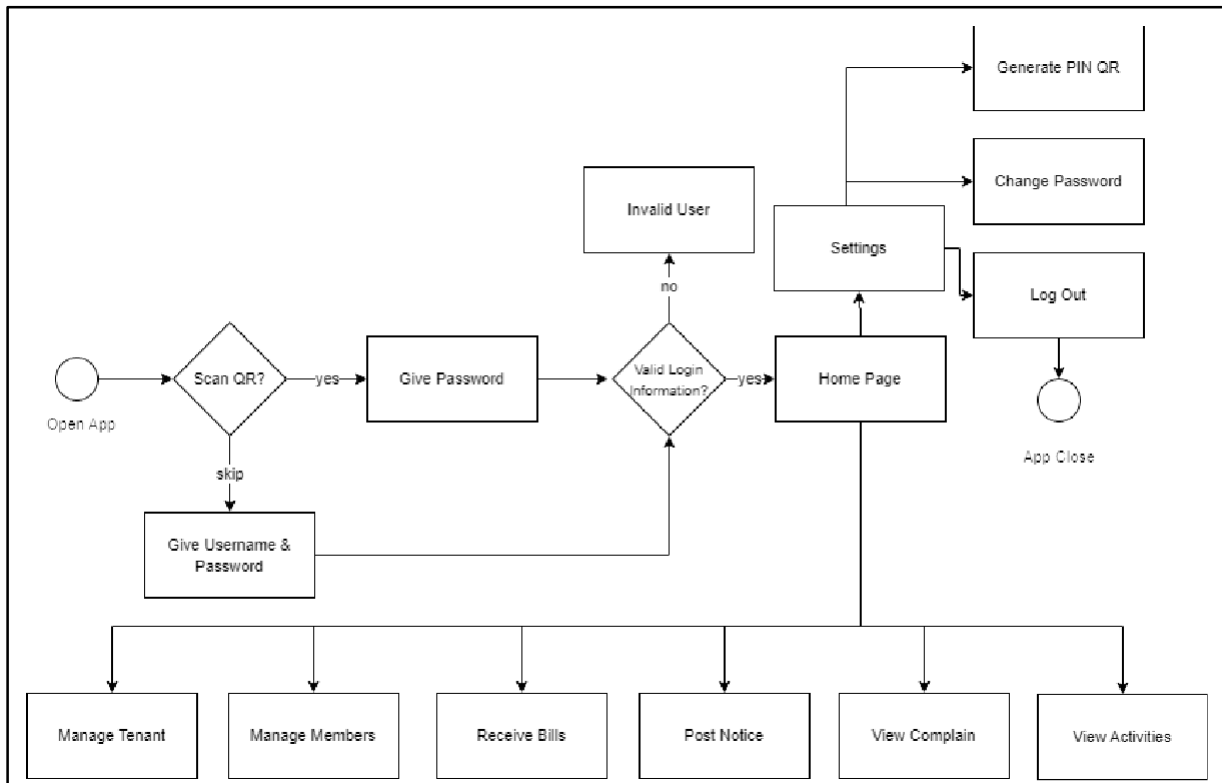 Generate PIN QR
Change Password
Invalid User
Settings
no
Log Out
Scan QR?
yes
Give Password
Valid Login
Information?
yes
Home Page
Open App
App Close
skip
Give Username &
Password
Manage Tenant
Manage Members
Receive Bills
Post Notice
View Complain
View Activities